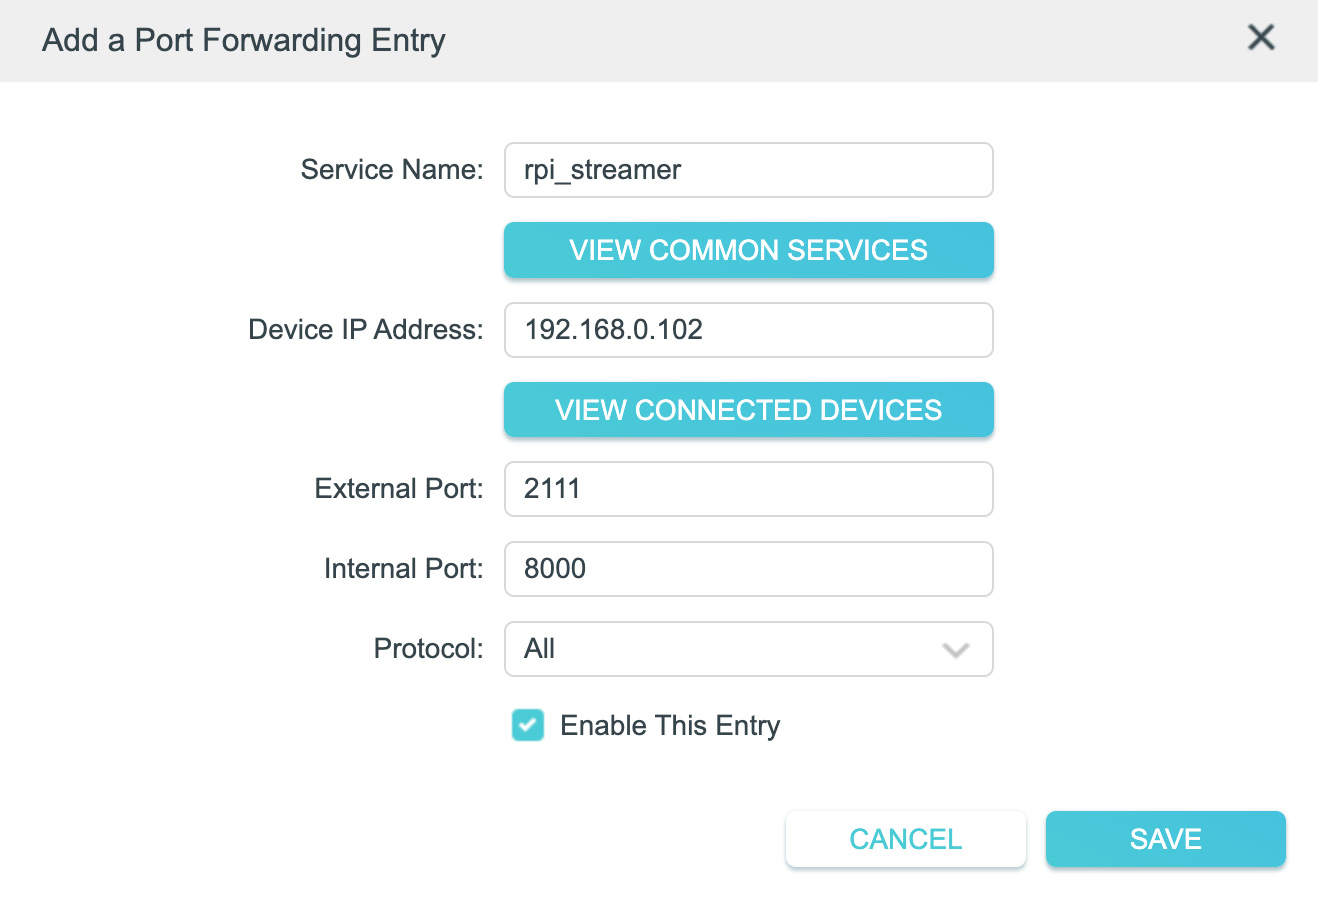 Add a Port Forwarding Entry
Service Name: rpi_streamer
VIEW COMMON SERVICES
Device IP Address: 192.168.0.102
VIEW CONNECTED DEVICES
External Port: 2111
Internal Port: 8000
Protocol: All
Enable This Entry
CANCEL SAVE